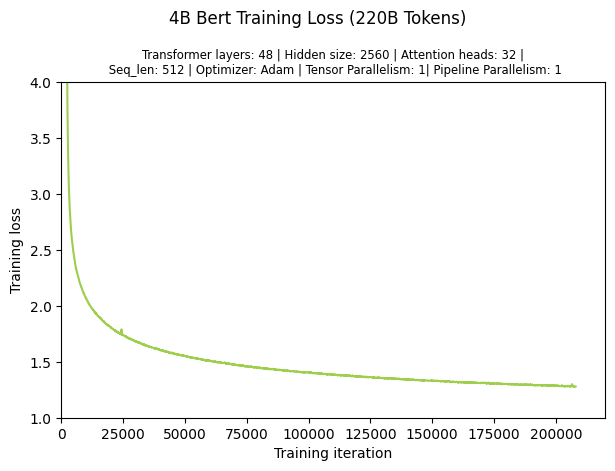 4B Bert Training Loss (220B Tokens)
Transformer layers: 48 | Hidden size: 2560 | Attention heads: 32 |
Seq_len: 512 | Optimizer: Adam | Tensor Parallelism: 1| Pipeline Parallelism: 1
4.0
3.5
3.0
2.5
2.0
1.5
1.0
Training loss
0 25000 50000 75000 100000 125000 150000 175000 200000
Training iteration